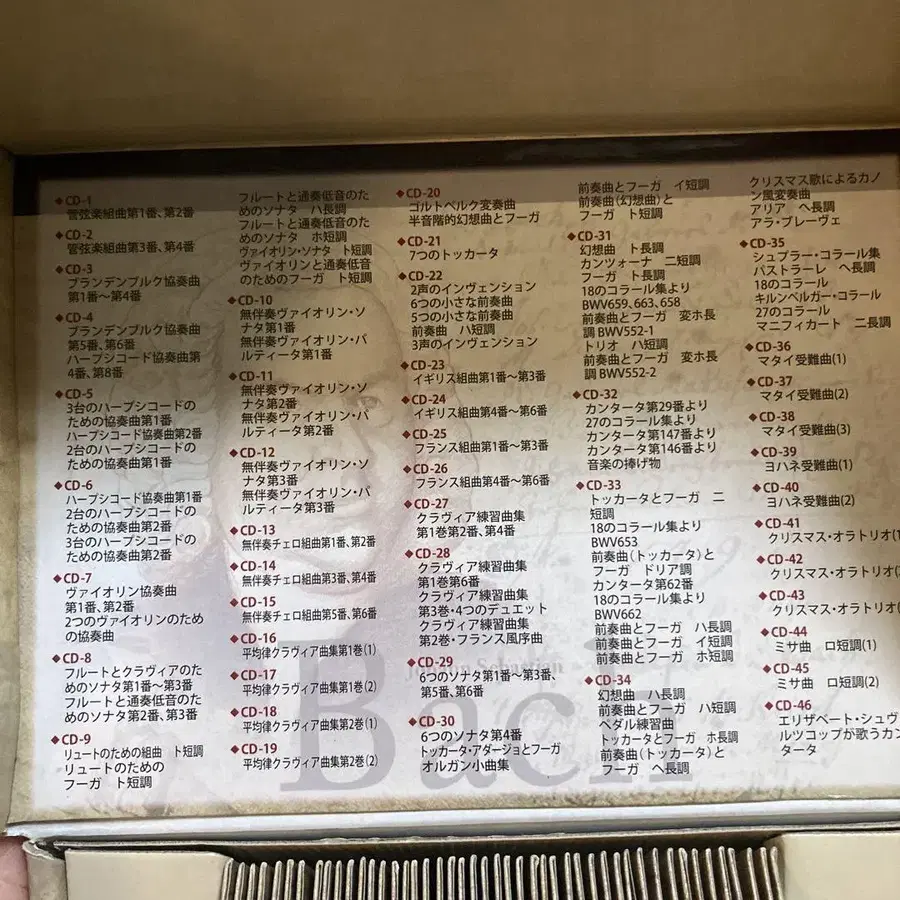 ◆CD-1
管弦楽組曲第1番、第2番
◆CD-2
管弦楽組曲第3番、第4番
◆CD-3
ブランデンブルク協奏曲
第1番〜第4番
◆CD-4
ブランデンブルク協奏曲
第5番、第6番
ハープシコード協奏曲第
4番、第8番
◆CD-5
3台のハープシコードの
ための協奏曲第1番
ハープシコード協奏曲第2番
2台のハープシコードの
ための協奏曲第1番
◆CD-6
ハープシコード協奏曲第1番
2台のハープシコードの
ための協奏曲第2番
3台のハープシコードの
ための協奏曲第2番
◆CD-7
ヴァイオリン協奏曲
第1番、第2番
2つのヴァイオリンのため
の協奏曲
◆CD-8
フルートとクラヴィアのた
めのソナタ第1番〜第3番
フルートと通奏低音のた
めのソナタ第2番、第3番
◆CD-9
リュートのための組曲 ト短調
リュートのための
フーガ ト短調
フルートと通奏低音のた
めのソナタ ハ長調
フルートと通奏低音のた
めのソナタ ホ短調
ヴァイオリン・ソナタ ト短調
ヴァイオリンと通奏低音
のためのフーガ ト短調
◆CD-10
無伴奏ヴァイオリン・ソ
ナタ第1番
無伴奏ヴァイオリン・パ
ルティータ第1番
◆CD-11
無伴奏ヴァイオリン・ソ
ナタ第2番
無伴奏ヴァイオリン・パ
ルティータ第2番
◆CD-12
無伴奏ヴァイオリン・ソ
ナタ第3番
無伴奏ヴァイオリン・パ
ルティータ第3番
◆CD-13
無伴奏チェロ組曲第1番、第2番
◆CD-14
無伴奏チェロ組曲第3番、第4番
◆CD-15
無伴奏チェロ組曲第5番、第6番
◆CD-16
平均律クラヴィア曲集第1巻(1)
◆CD-17
平均律クラヴィア曲集第1巻(2)
◆CD-18
平均律クラヴィア曲集第2巻(1)
◆CD-19
平均律クラヴィア曲集第2巻(2)
◆CD-20
ゴルトベルク変奏曲
半音階的幻想曲とフーガ
◆CD-21
7つのトッカータ
◆CD-22
2声のインヴェンション
6つの小さな前奏曲
5つの小さな前奏曲
前奏曲 ハ短調
3声のインヴェンション
◆CD-23
イギリス組曲第1番〜第3番
◆CD-24
イギリス組曲第4番〜第6番
◆CD-25
フランス組曲第1番〜第3番
◆CD-26
フランス組曲第4番〜第6番
◆CD-27
クラヴィア練習曲集
第1巻第2番、第4番
◆CD-28
クラヴィア練習曲集
第1巻第6番
クラヴィア練習曲集
第3巻・4つのデュエット
クラヴィア練習曲集
第2巻・フランス風序曲
◆CD-29
6つのソナタ第1番〜第3番、
第5番、第6番
◆CD-30
6つのソナタ第4番
トッカータ・アダージョとフーガ
オルガン小曲集
前奏曲とフーガ イ短調
前奏曲(幻想曲)と
フーガ ト短調
◆CD-31
幻想曲 ト長調
カンツォーナ 二短調
フーガ ト長調
18のコラール集より
BWV659、663、658
前奏曲とフーガ 変ホ長
調 BWV552-1
トリオ ハ短調
前奏曲とフーガ 変ホ長
調 BWV552-2
◆CD-32
カンタータ第29番より
27のコラール集より
カンタータ第147番より
カンタータ第146番より
音楽の捧げ物
◆CD-33
トッカータとフーガ 二
短調
18のコラール集より
BWV653
前奏曲(トッカータ)と
フーガ ドリア調
カンタータ第62番
18のコラール集より
BWV662
前奏曲とフーガ ハ長調
前奏曲とフーガ イ短調
前奏曲とフーガ ホ短調
◆CD-34
幻想曲 ハ長調
前奏曲とフーガ ハ短調
ペダル練習曲
トッカータとフーガ ホ長調
前奏曲(トッカータ)と
フーガ ヘ長調
クリスマス歌によるカノ
ン風変奏曲
アリア ヘ長調
アラ・ブレーヴェ
◆CD-35
シュブラー・コラール集
パストラーレ ヘ長調
18のコラール
キルンベルガー・コラール
27のコラール
マニフィカート 二長調
◆CD-36
マタイ受難曲(1)
◆CD-37
マタイ受難曲(2)
◆CD-38
マタイ受難曲(3)
◆CD-39
ヨハネ受難曲(1)
◆CD-40
ヨハネ受難曲(2)
◆CD-41
クリスマス・オラトリオ(1
◆CD-42
クリスマス・オラトリオ(
◆CD-43
クリスマス・オラトリオ(
◆CD-44
ミサ曲 ロ短調(1)
◆CD-45
ミサ曲 ロ短調(2)
◆CD-46
エリザベート・シュヴ
ルツコップが歌うカン
タータ
Johann Sebastian
Bach